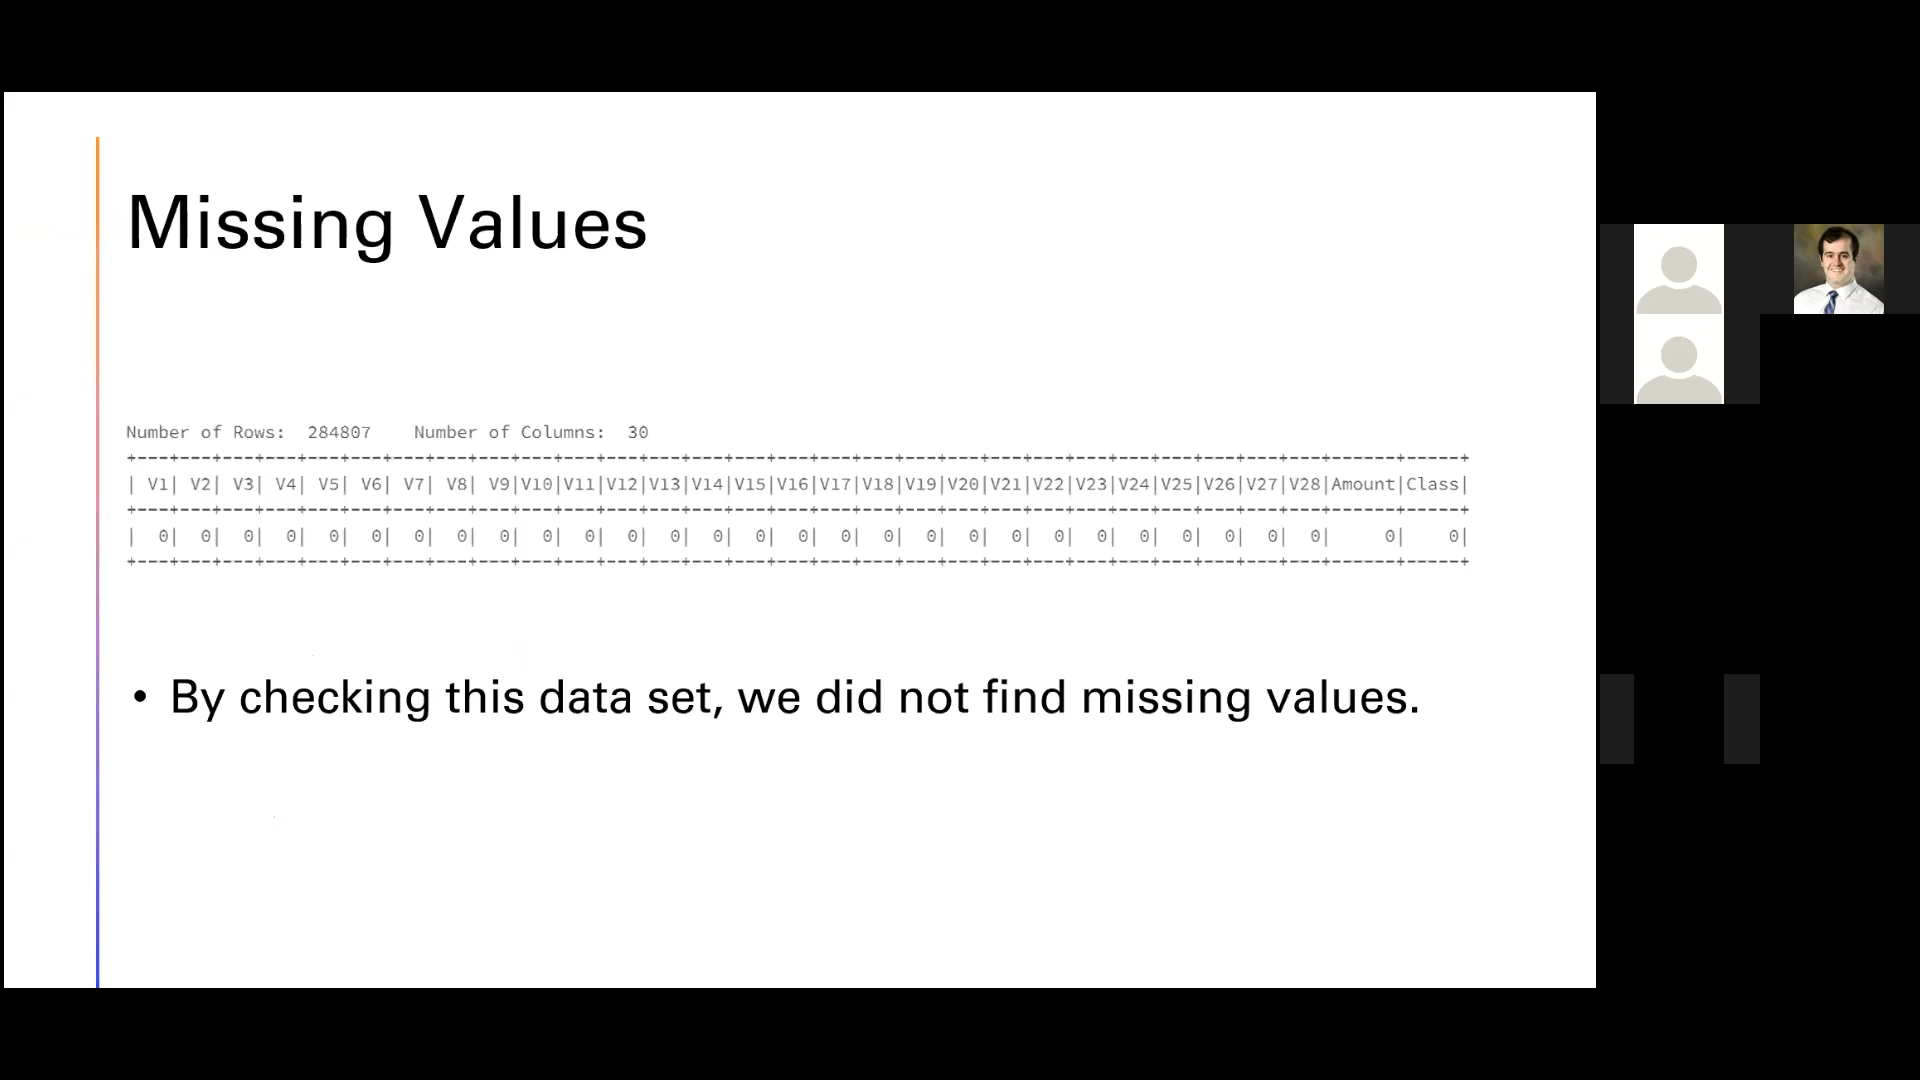 Missing Values
Number of Rows:  284807    Number of Columns:  30
+---+---+---+---+---+---+---+---+---+---+---+---+---+---+---+---+---+---+---+---+---+---+---+---+---+---+---+---+------+-----+
| V1| V2| V3| V4| V5| V6| V7| V8| V9|V10|V11|V12|V13|V14|V15|V16|V17|V18|V19|V20|V21|V22|V23|V24|V25|V26|V27|V28|Amount|Class|
+---+---+---+---+---+---+---+---+---+---+---+---+---+---+---+---+---+---+---+---+---+---+---+---+---+---+---+---+------+-----+
|  0|  0|  0|  0|  0|  0|  0|  0|  0|  0|  0|  0|  0|  0|  0|  0|  0|  0|  0|  0|  0|  0|  0|  0|  0|  0|  0|  0|     0|    0|
+---+---+---+---+---+---+---+---+---+---+---+---+---+---+---+---+---+---+---+---+---+---+---+---+---+---+---+---+------+-----+
• By checking this data set, we did not find missing values.